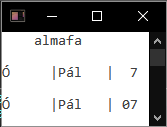 almafa
Ó |Pál | 7
Ó |Pál | 07